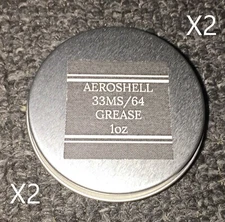 X2
AEROSHELL
33MS/64
GREASE
1oz
X2